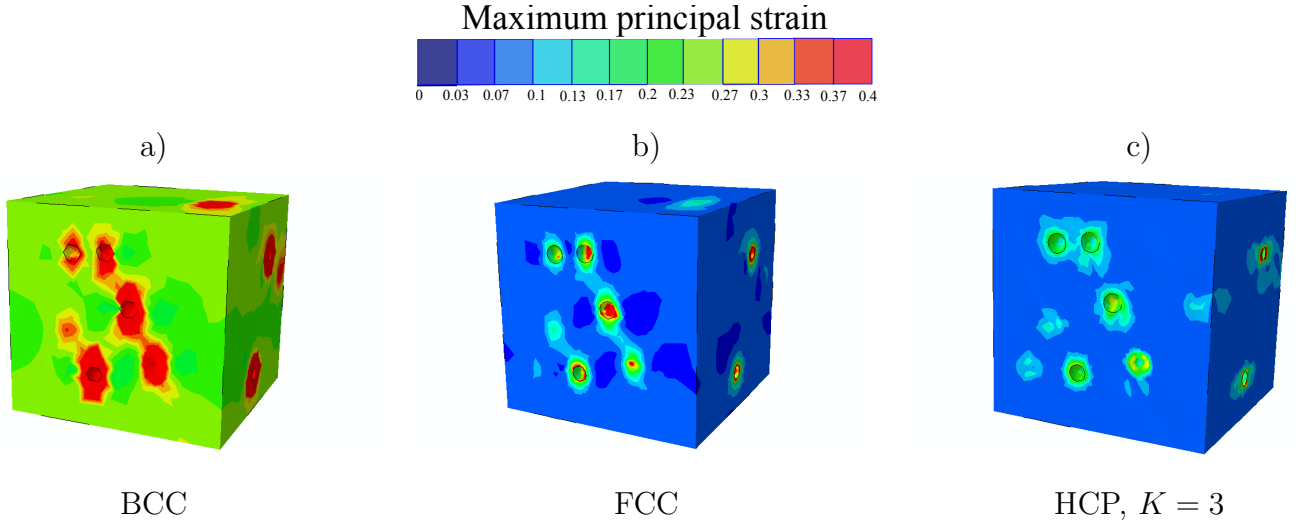 Maximum principal strain
0 0.03 0.07 0.1 0.13 0.17 0.2 0.23 0.27 0.3 0.33 0.37 0.4
a) b) c)
BCC FCC HCP, K = 3